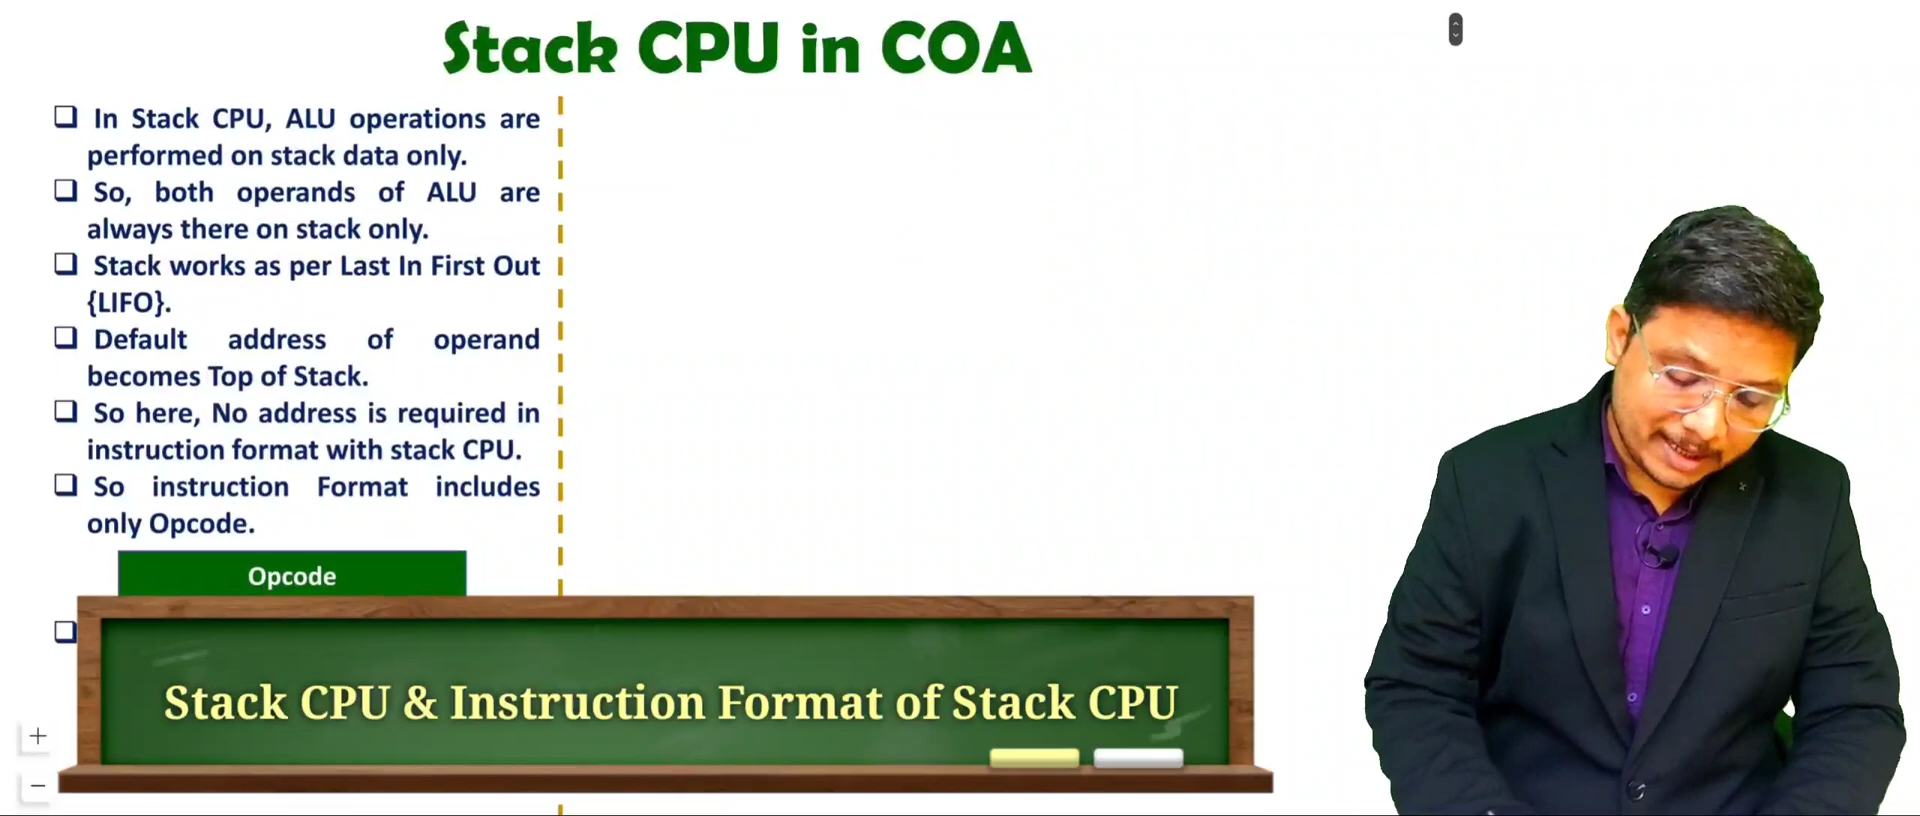 Stack CPU in COA
In Stack CPU, ALU operations are
performed on stack data only.
So, both operands of ALU are
always there on stack only.
Stack works as per Last In First Out
{LIFO}.
Default address of operand
becomes Top of Stack.
So here, No address is required in
instruction format with stack CPU.
So instruction Format includes
only Opcode.
Opcode
Stack CPU & Instruction Format of Stack CPU